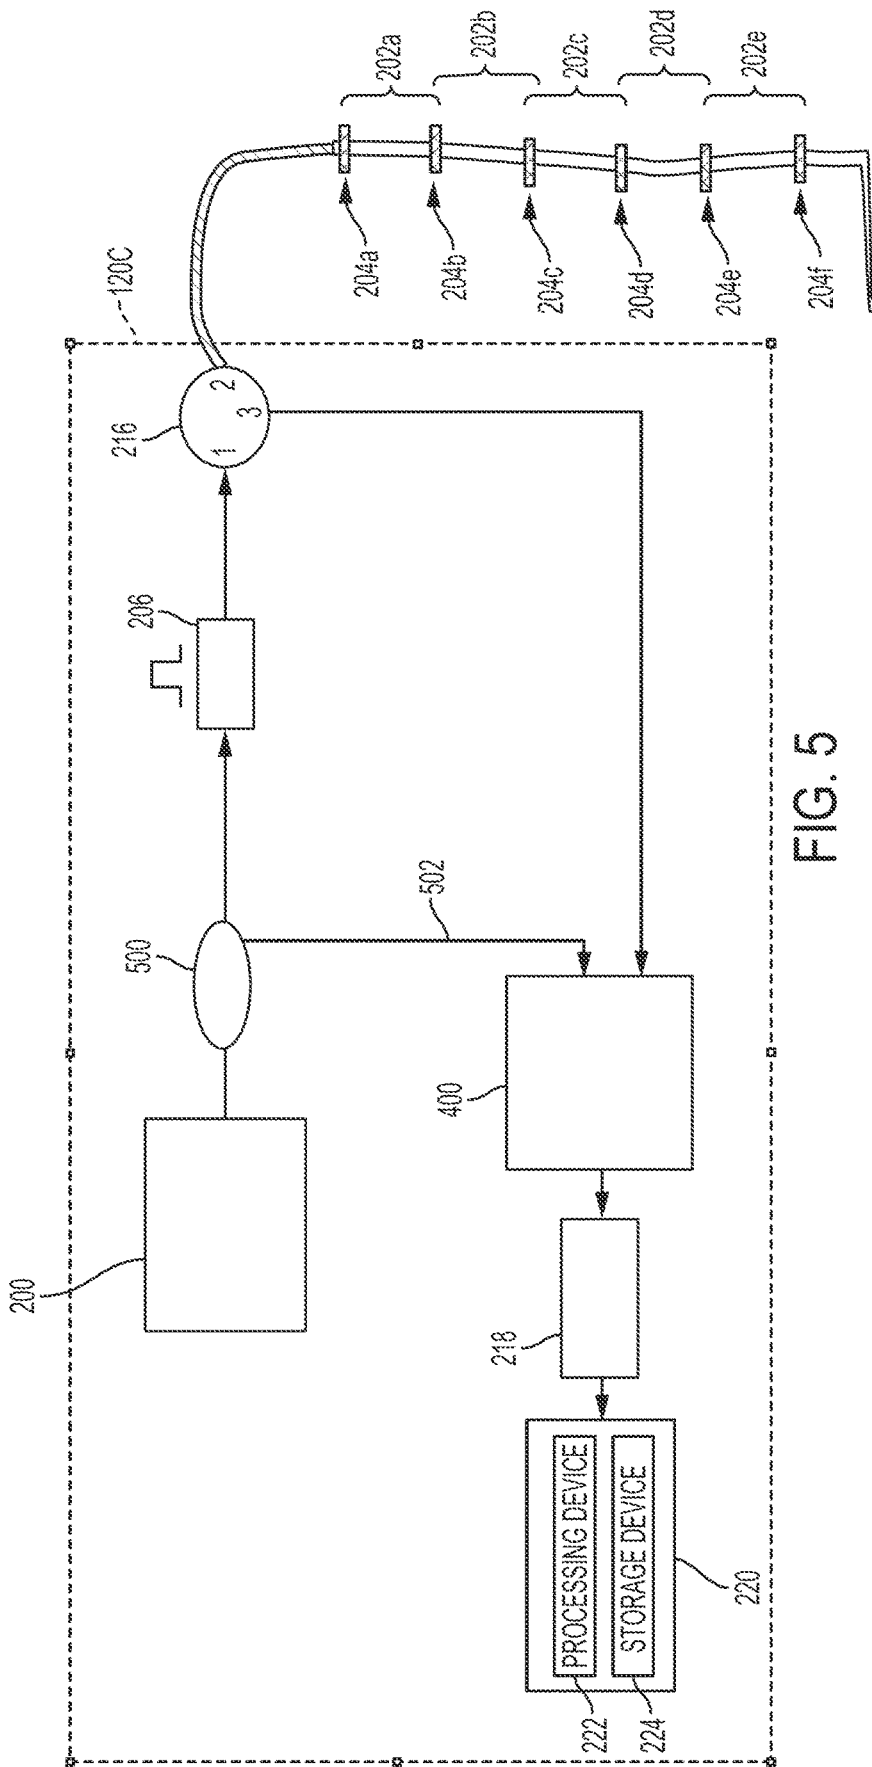 120C
200
500
206
216
1
2
3
502
400
218
PROCESSING DEVICE
STORAGE DEVICE
222
224
220
202a
202b
202c
202d
202e
204a
204b
204c
204d
204e
204f
FIG. 5